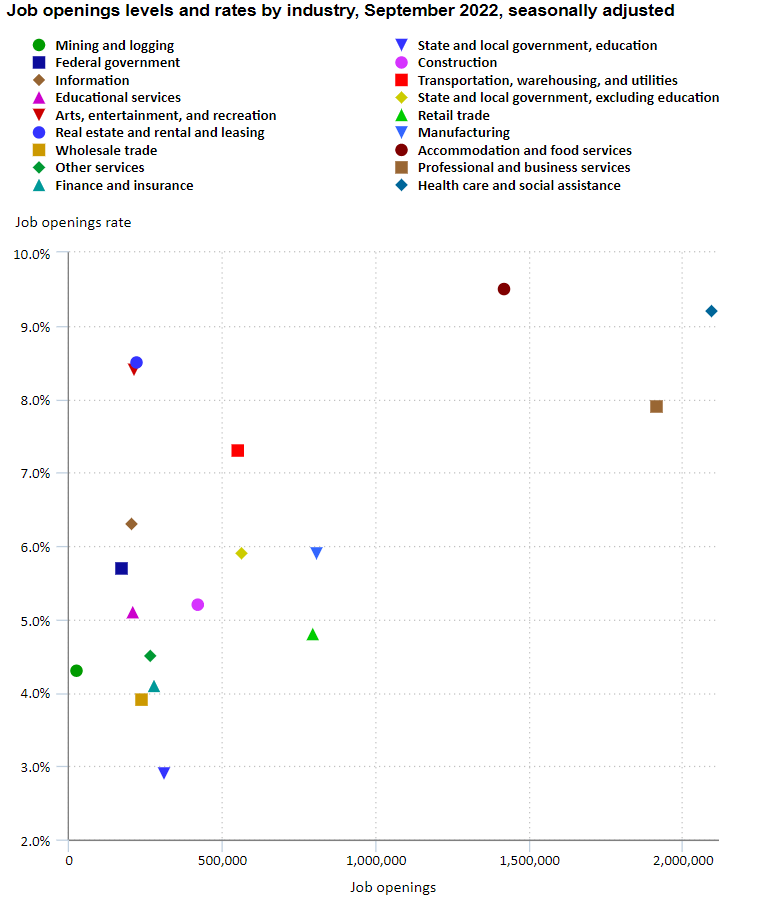 Job openings levels and rates by industry, September 2022, seasonally adjusted
Mining and logging
Federal government
Information
Educational services
Arts, entertainment, and recreation
Real estate and rental and leasing
Wholesale trade
Other services
Finance and insurance
State and local government, education
Construction
Transportation, warehousing, and utilities
State and local government, excluding education
Retail trade
Manufacturing
Accommodation and food services
Professional and business services
Health care and social assistance
Job openings rate
10.0%
9.0%
8.0%
7.0%
6.0%
5.0%
4.0%
3.0%
2.0%
0 500,000 1,000,000 1,500,000 2,000,000
Job openings